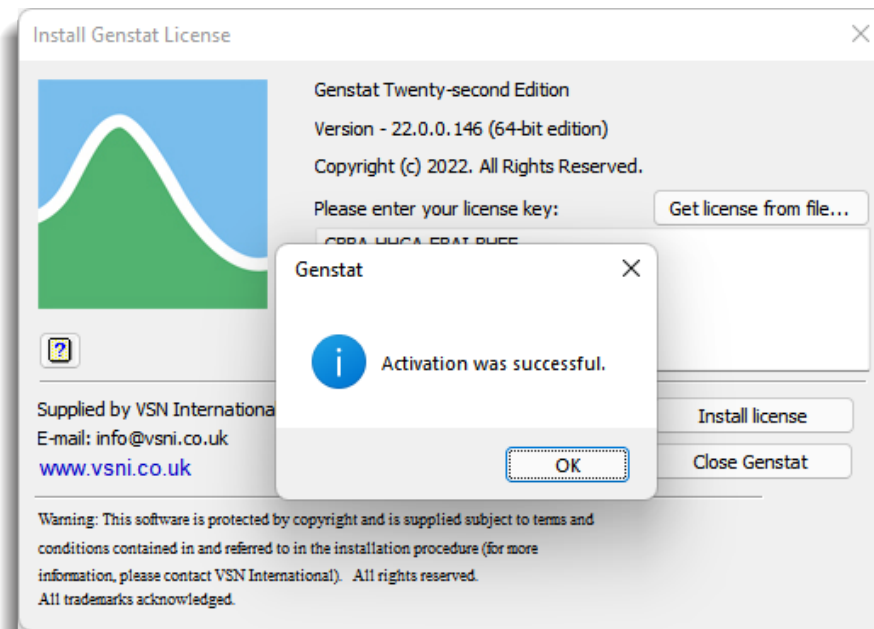 Install Genstat License
Genstat Twenty-second Edition
Version - 22.0.0.146 (64-bit edition)
Copyright (c) 2022. All Rights Reserved.
Please enter your license key:
Get license from file...
Genstat
Activation was successful.
OK
?
Supplied by VSN Internationa
E-mail: info@vsni.co.uk
www.vsni.co.uk
Install license
Close Genstat
Warning: This software is protected by copyright and is supplied subject to terms and
conditions contained in and referred to in the installation procedure (for more
information, please contact VSN International). All rights reserved.
All trademarks acknowledged.